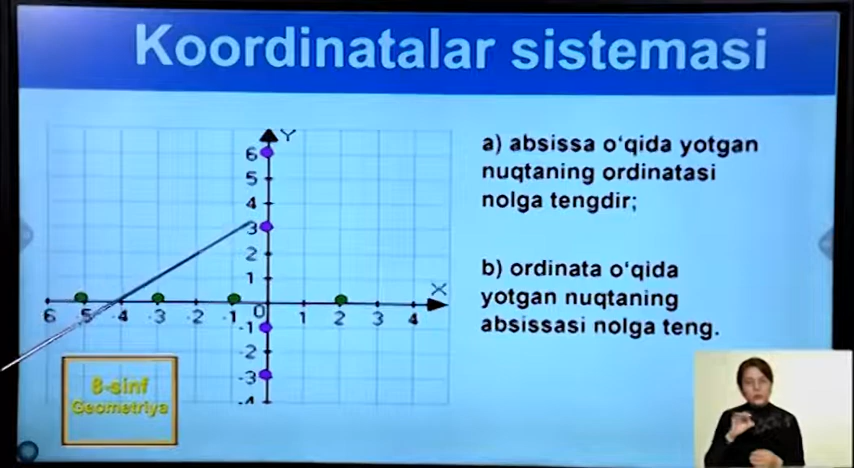 Koordinatalar sistemasi
a) absissa o‘qida yotgan
nuqtaning ordinatasi
nolga tengdir;
b) ordinata o‘qida
yotgan nuqtaning
absissasi nolga teng.
Y
6
5
4
3
2
1
X
6 -5 -4 -3 -2 -1 0 1 2 3 4
-1
-2
-3
-4
8-sinf
Geometriya